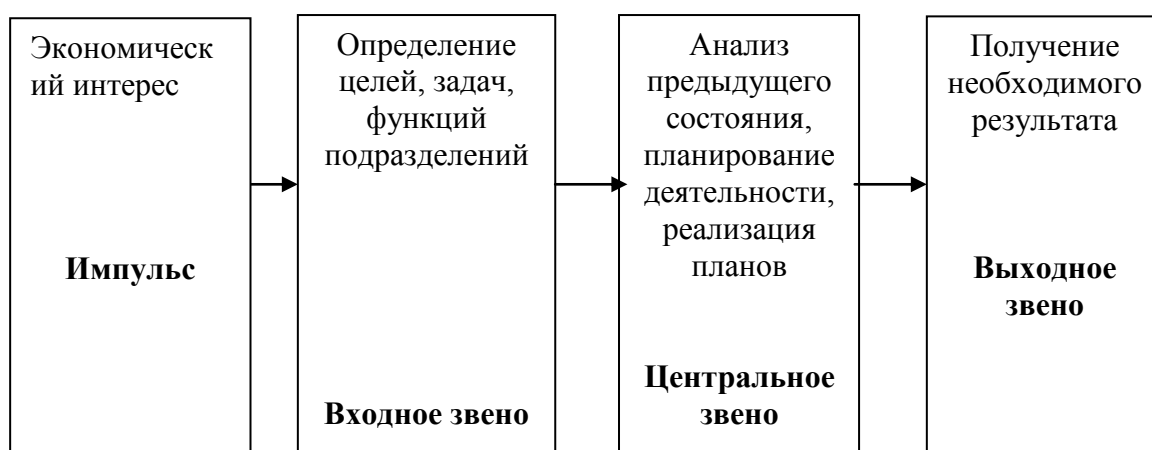 Экономическ
ий интерес
Импульс
Определение
целей, задач,
функций
подразделений
Входное звено
Анализ
предыдущего
состояния,
планирование
деятельности,
реализация
планов
Центральное
звено
Получение
необходимого
результата
Выходное
звено